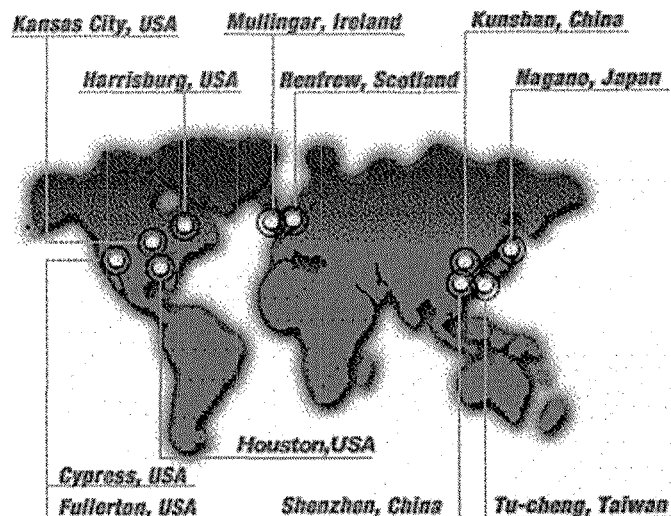 Kansas City, USA
Mullingar, Ireland
Kunshan, China
Harrisburg, USA
Renfrew, Scotland
Nagano, Japan
Houston,USA
Cypress, USA
Fullerton, USA
Shenzhen, China
Tu-cheng, Taiwan